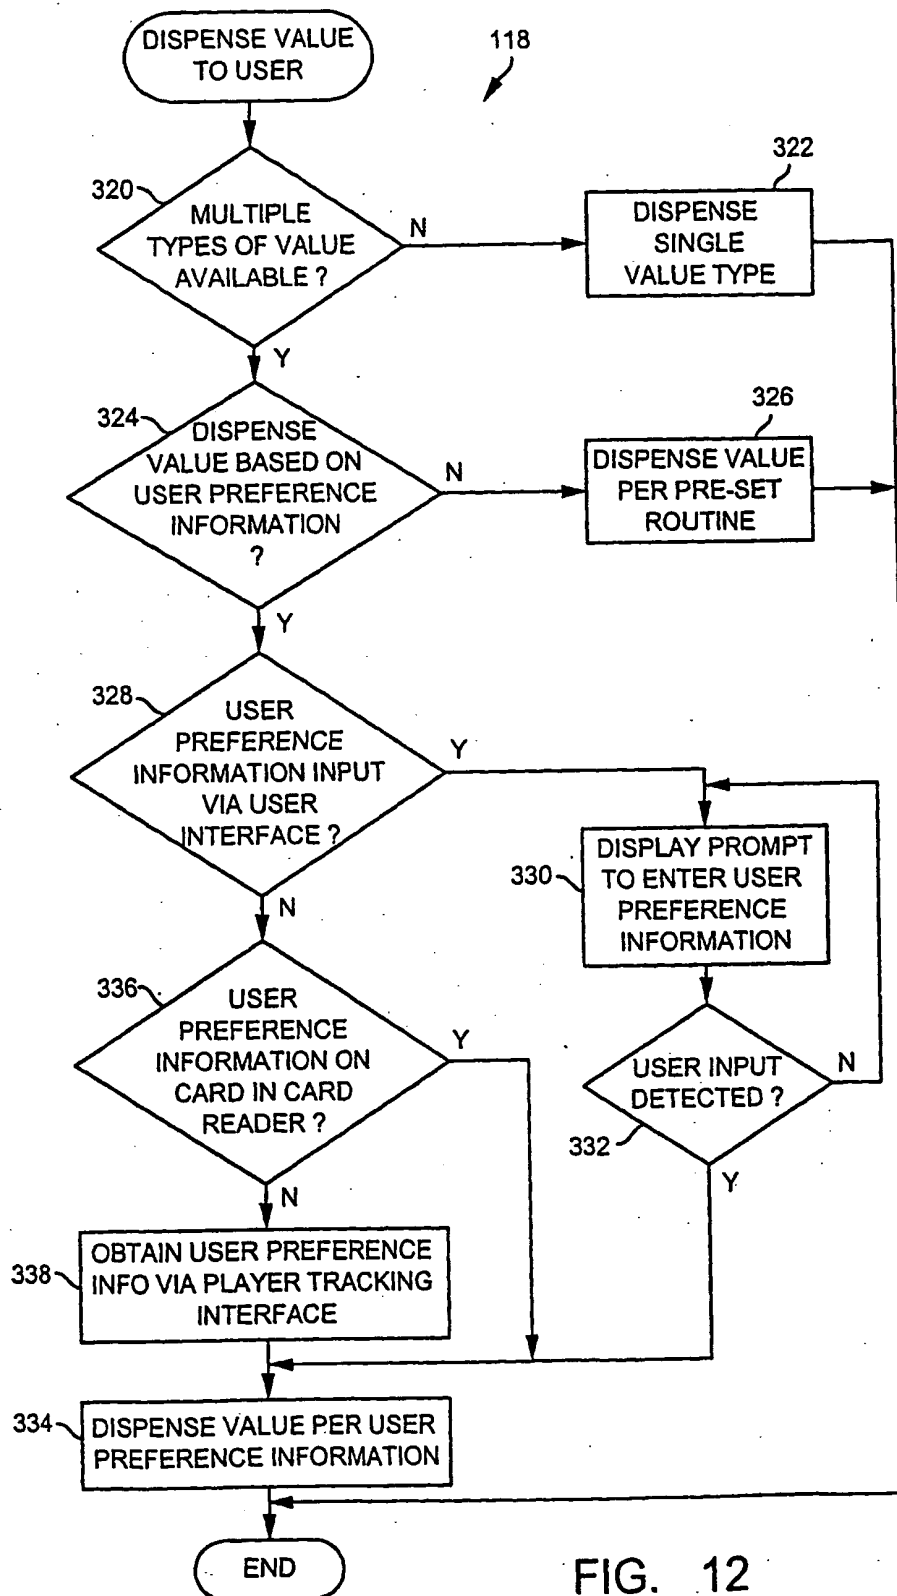 DISPENSE VALUE
TO USER
118
320
MULTIPLE
TYPES OF VALUE
AVAILABLE ?
N
Y
322
DISPENSE
SINGLE
VALUE TYPE
324
DISPENSE
VALUE BASED ON
USER PREFERENCE
INFORMATION
?
N
Y
326
DISPENSE VALUE
PER PRE-SET
ROUTINE
328
USER
PREFERENCE
INFORMATION INPUT
VIA USER
INTERFACE ?
Y
N
330
DISPLAY PROMPT
TO ENTER USER
PREFERENCE
INFORMATION
USER INPUT
DETECTED ?
332
N
Y
336
USER
PREFERENCE
INFORMATION ON
CARD IN CARD
READER ?
Y
N
338
OBTAIN USER PREFERENCE
INFO VIA PLAYER TRACKING
INTERFACE
334
DISPENSE VALUE PER USER
PREFERENCE INFORMATION
END
FIG. 12